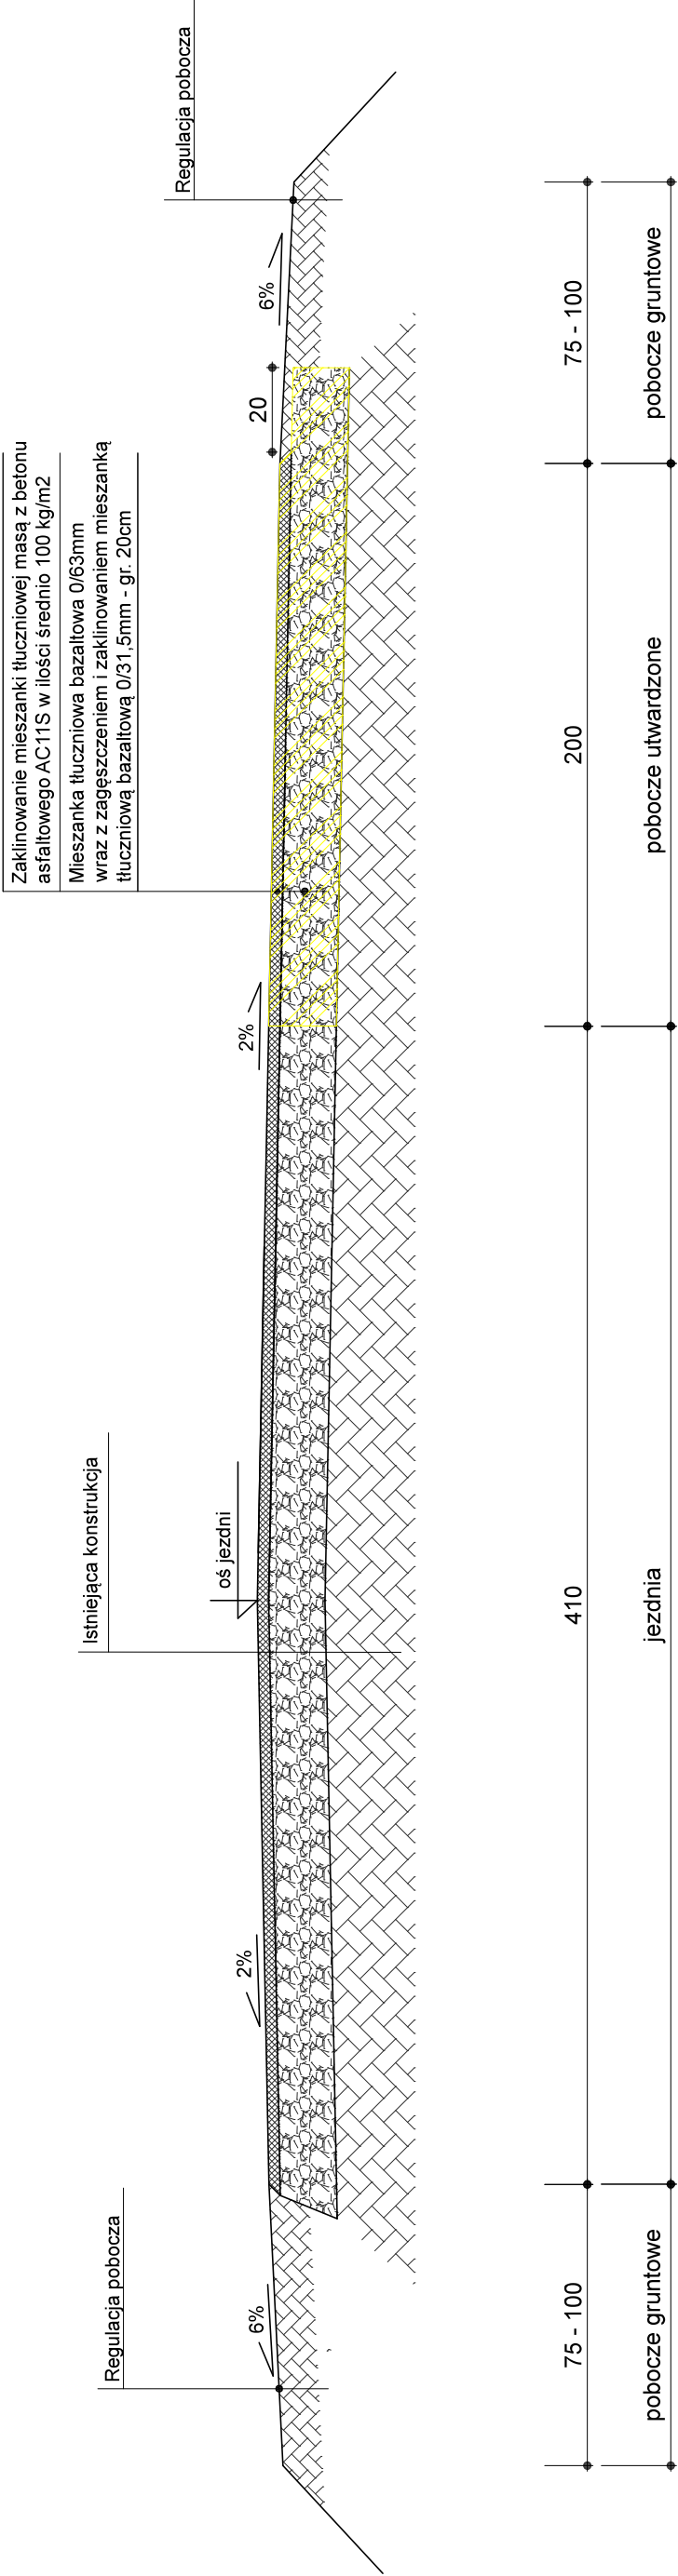 Regulacja pobocza
6%
2%
Istniejąca konstrukcja
oś jezdni
2%
Zaklinowanie mieszanki tłuczniowej masą z betonu
asfaltowego AC11S w ilości średnio 100 kg/m2
Mieszanka tłuczniowa bazaltowa 0/63mm
wraz z zagęszczeniem i zaklinowaniem mieszanką
tłuczniową bazaltową 0/31,5mm - gr. 20cm
20
6%
Regulacja pobocza
75 - 100
410
200
75 - 100
pobocze gruntowe
jezdnia
pobocze utwardzone
pobocze gruntowe